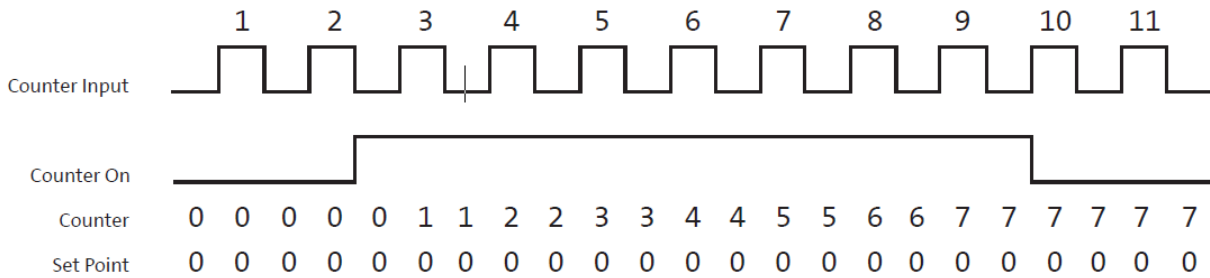 1 2 3 4 5 6 7 8 9 10 11
Counter Input
Counter On
Counter 0 0 0 0 0 1 1 2 2 3 3 4 4 5 5 6 6 7 7 7 7 7 7
Set Point 0 0 0 0 0 0 0 0 0 0 0 0 0 0 0 0 0 0 0 0 0 0 0